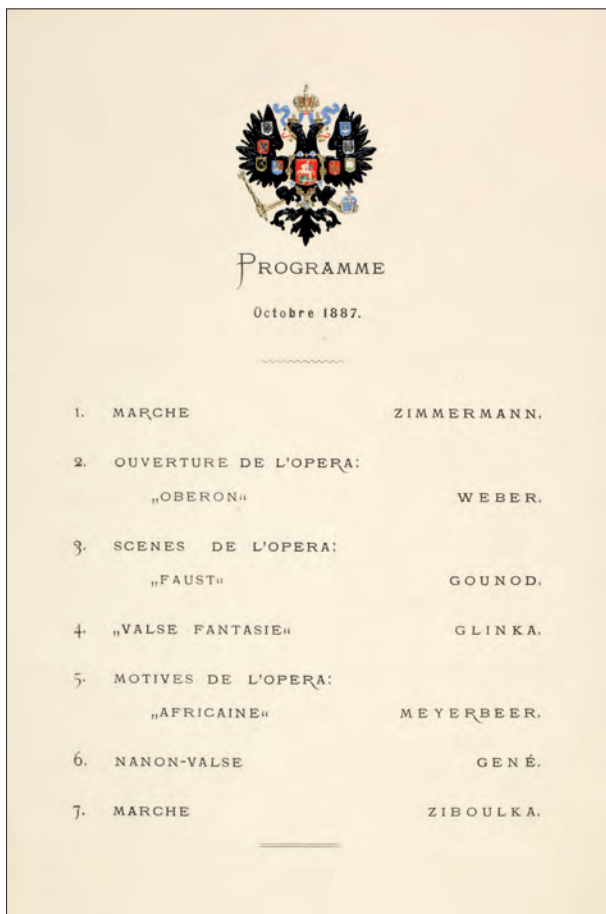 PROGRAMME
Octobre 1887.
1. MARCHE ZIMMERMANN.
2. OUVERTURE DE L'OPERA:
„OBERON“ WEBER.
3. SCENES DE L'OPERA:
„FAUST“ GOUNOD.
4. „VALSE FANTASIE“ GLINKA.
5. MOTIVES DE L'OPERA:
„AFRICAINE“ MEYERBEER.
6. NANON-VALSE GENÉ.
7. MARCHE ZIBOULKA.